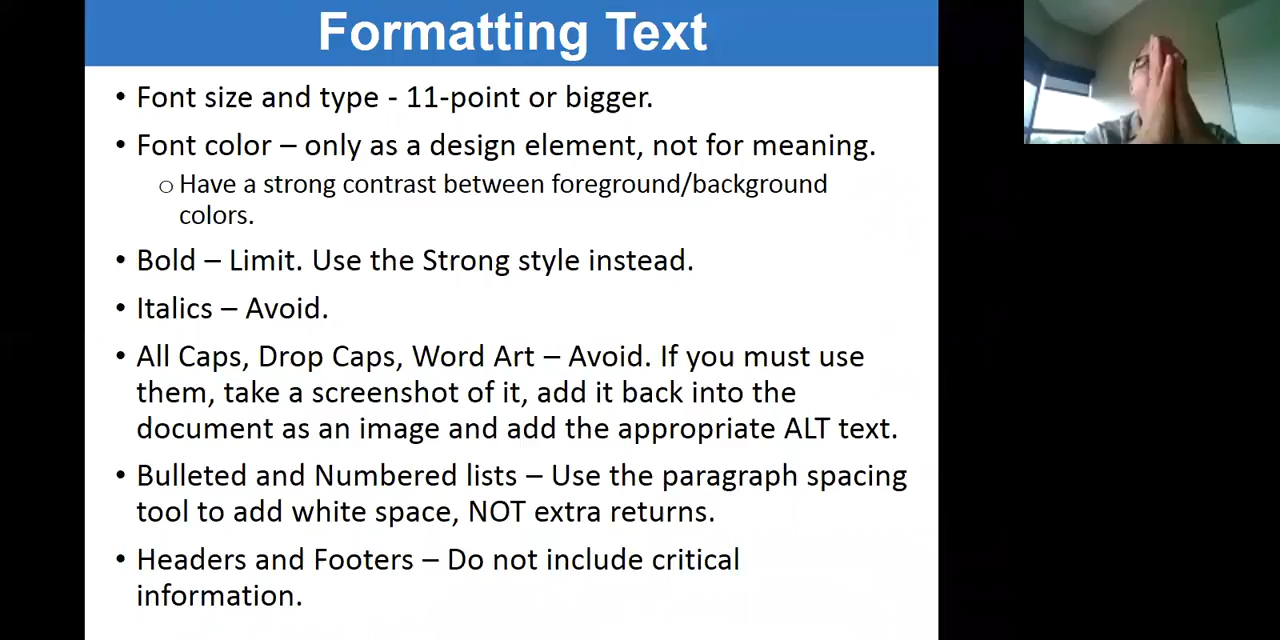 Formatting Text
• Font size and type - 11-point or bigger.
• Font color – only as a design element, not for meaning.
○ Have a strong contrast between foreground/background
colors.
• Bold – Limit. Use the Strong style instead.
• Italics – Avoid.
• All Caps, Drop Caps, Word Art – Avoid. If you must use
them, take a screenshot of it, add it back into the
document as an image and add the appropriate ALT text.
• Bulleted and Numbered lists – Use the paragraph spacing
tool to add white space, NOT extra returns.
• Headers and Footers – Do not include critical
information.